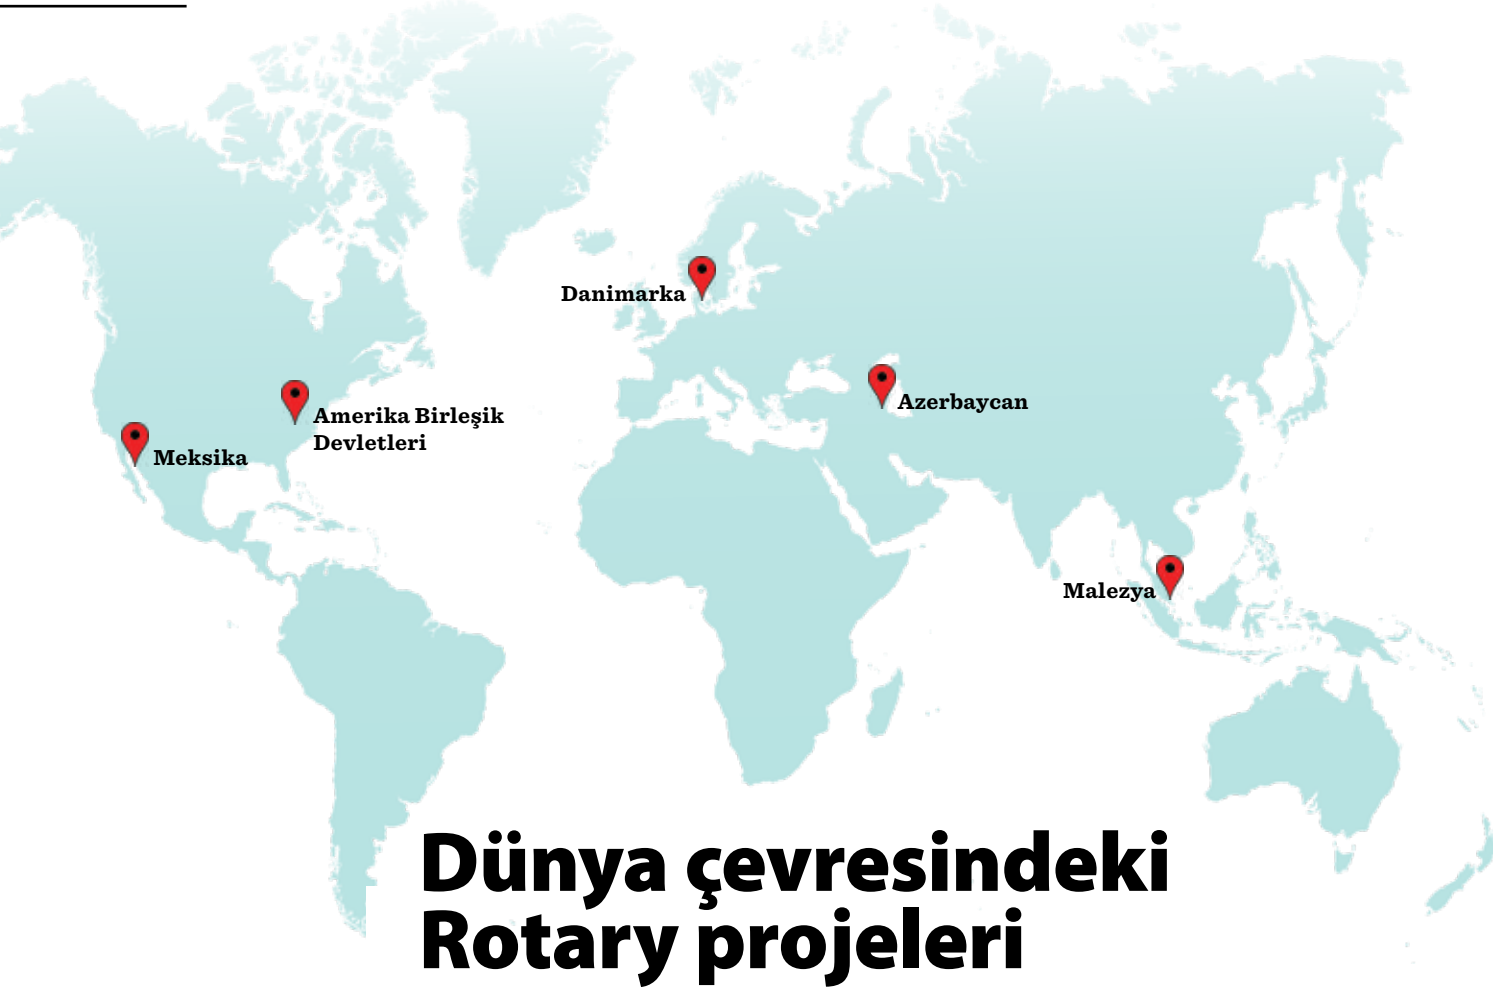 Danimarka
Azerbaycan
Amerika Birleşik
Devletleri
Meksika
Malezya
Dünya çevresindeki
Rotary projeleri